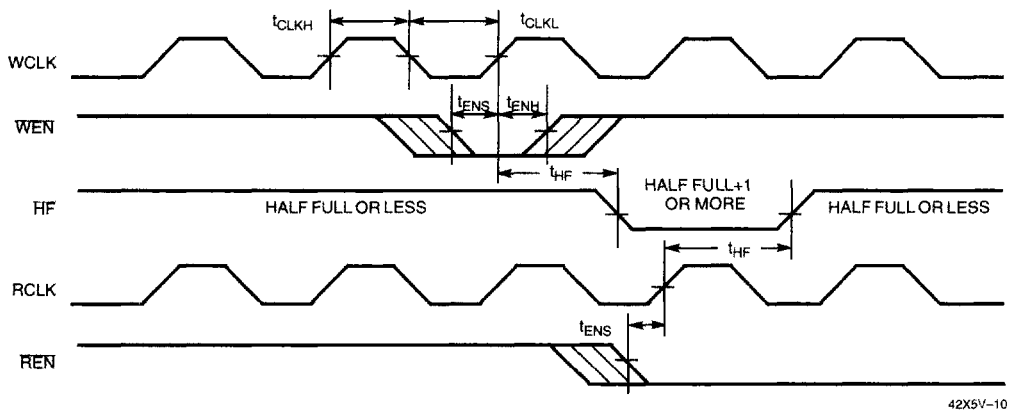 tCLKH
tCLKL
WCLK
tENS
tENH
WEN
tHF
HF
HALF FULL OR LESS
HALF FULL+1
OR MORE
HALF FULL OR LESS
tHF
RCLK
tENS
REN
42X5V–10